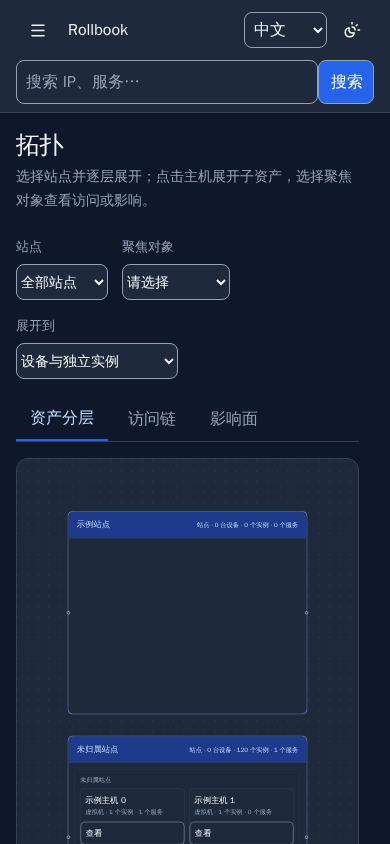 Rollbook
中文
搜索 IP、服务…
搜索
拓扑
选择站点并逐层展开；点击主机展开子资产，选择聚焦
对象查看访问或影响。
站点
聚焦对象
全部站点
请选择
展开到
设备与独立实例
资产分层
访问链
影响面
示例站点
站点 · 0 台设备 · 0 个实例 · 0 个服务
未归属站点
站点 · 0 台设备 · 120 个实例 · 1 个服务
未归属站点
示例主机 0
示例主机 1
虚拟机 · 1 个实例 · 1 个服务
虚拟机 · 1 个实例 · 0 个服务
查看
查看